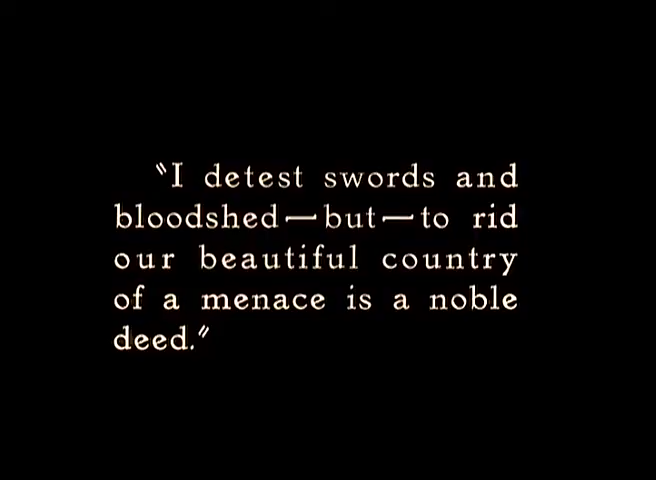 "I detest swords and
bloodshed—but—to rid
our beautiful country
of a menace is a noble
deed."